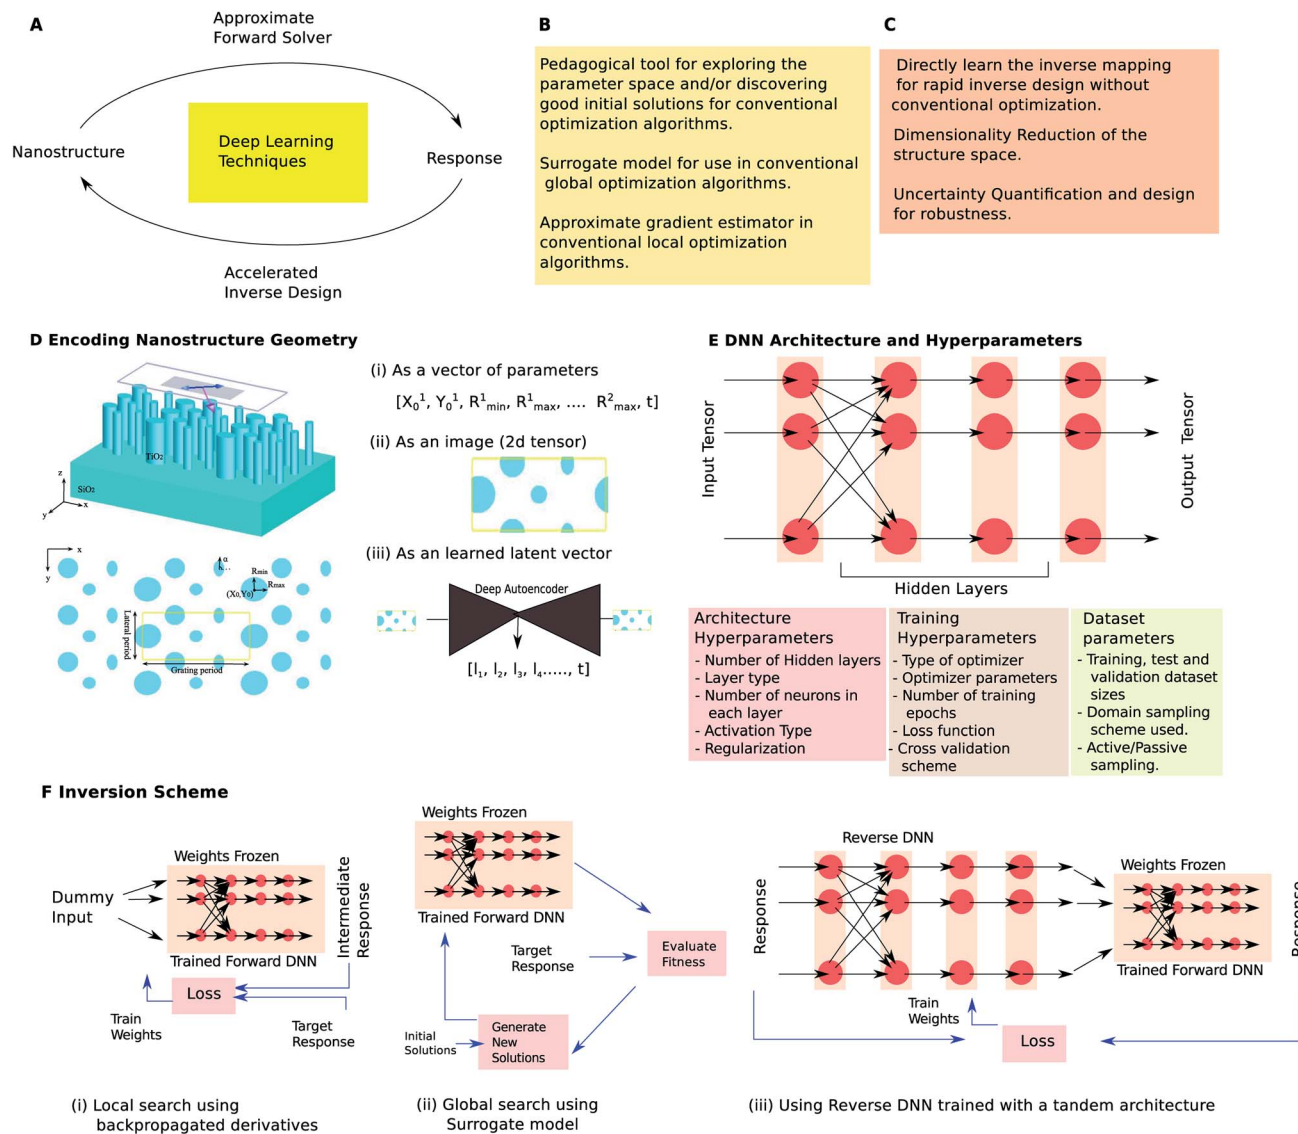 A
Approximate
Forward Solver
Nanostructure
Deep Learning
Techniques
Response
Accelerated
Inverse Design
B
Pedagogical tool for exploring the
parameter space and/or discovering
good initial solutions for conventional
optimization algorithms.
Surrogate model for use in conventional
global optimization algorithms.
Approximate gradient estimator in
conventional local optimization
algorithms.
C
Directly learn the inverse mapping
for rapid inverse design without
conventional optimization.
Dimensionality Reduction of the
structure space.
Uncertainty Quantification and design
for robustness.
D Encoding Nanostructure Geometry
TiO₂
SiO₂
z
x
y
x
y
α
Rmin
Rmax
(X₀,Y₀)
Lateral period
Grating period
(i) As a vector of parameters
[X₀¹, Y₀¹, R¹min, R¹max, .... R²max, t]
(ii) As an image (2d tensor)
(iii) As an learned latent vector
Deep Autoencoder
[l₁, l₂, l₃, l₄....., t]
E DNN Architecture and Hyperparameters
Input Tensor
Output Tensor
Hidden Layers
Architecture
Hyperparameters
- Number of Hidden layers
- Layer type
- Number of neurons in
each layer
- Activation Type
- Regularization
Training
Hyperparameters
- Type of optimizer
- Optimizer parameters
- Number of training
epochs
- Loss function
- Cross validation
scheme
Dataset
parameters
- Training, test and
validation dataset
sizes
- Domain sampling
scheme used.
- Active/Passive
sampling.
F Inversion Scheme
Weights Frozen
Dummy
Input
Trained Forward DNN
Intermediate
Response
Loss
Train
Weights
Target
Response
(i) Local search using
backpropagated derivatives
Weights Frozen
Trained Forward DNN
Target
Response
Evaluate
Fitness
Initial
Solutions
Generate
New
Solutions
(ii) Global search using
Surrogate model
Reverse DNN
Response
Weights Frozen
Trained Forward DNN
Response
Train
Weights
Loss
(iii) Using Reverse DNN trained with a tandem architecture